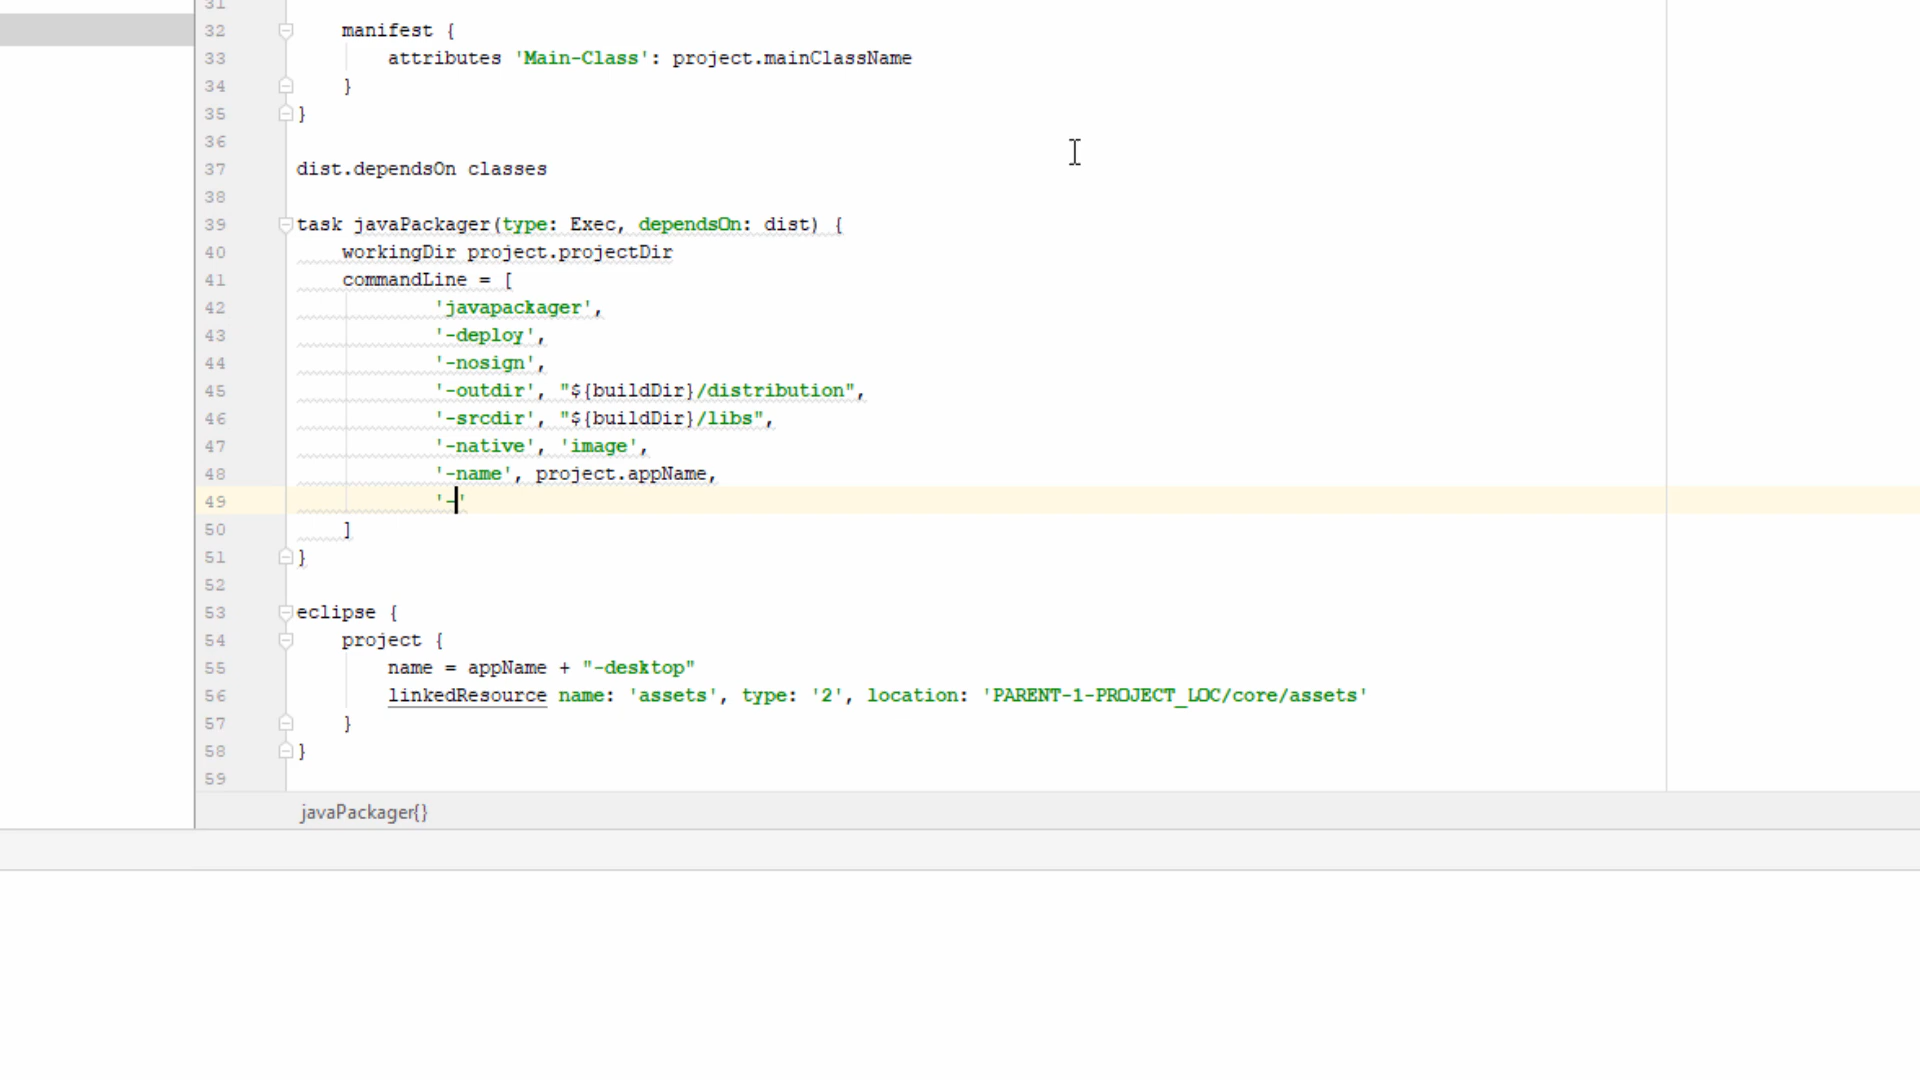 31
32 manifest {
33 attributes 'Main-Class': project.mainClassName
34 }
35 }
36
37 dist.dependsOn classes
38
39 task javaPackager(type: Exec, dependsOn: dist) {
40 workingDir project.projectDir
41 commandLine = [
42 'javapackager',
43 '-deploy',
44 '-nosign',
45 '-outdir', "${buildDir}/distribution",
46 '-srcdir', "${buildDir}/libs",
47 '-native', 'image',
48 '-name', project.appName,
49 '-'
50 ]
51 }
52
53 eclipse {
54 project {
55 name = appName + "-desktop"
56 linkedResource name: 'assets', type: '2', location: 'PARENT-1-PROJECT_LOC/core/assets'
57 }
58 }
59
javaPackager{}